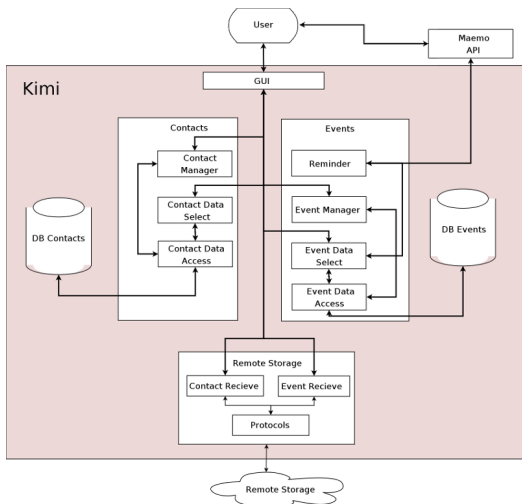 User
Maemo
API
Kimi
GUI
Contacts
Events
Contact
Manager
Reminder
Contact Data
Select
Event Manager
DB Contacts
DB Events
Contact Data
Access
Event Data
Select
Event Data
Access
Remote Storage
Contact Recieve
Event Recieve
Protocols
Remote Storage